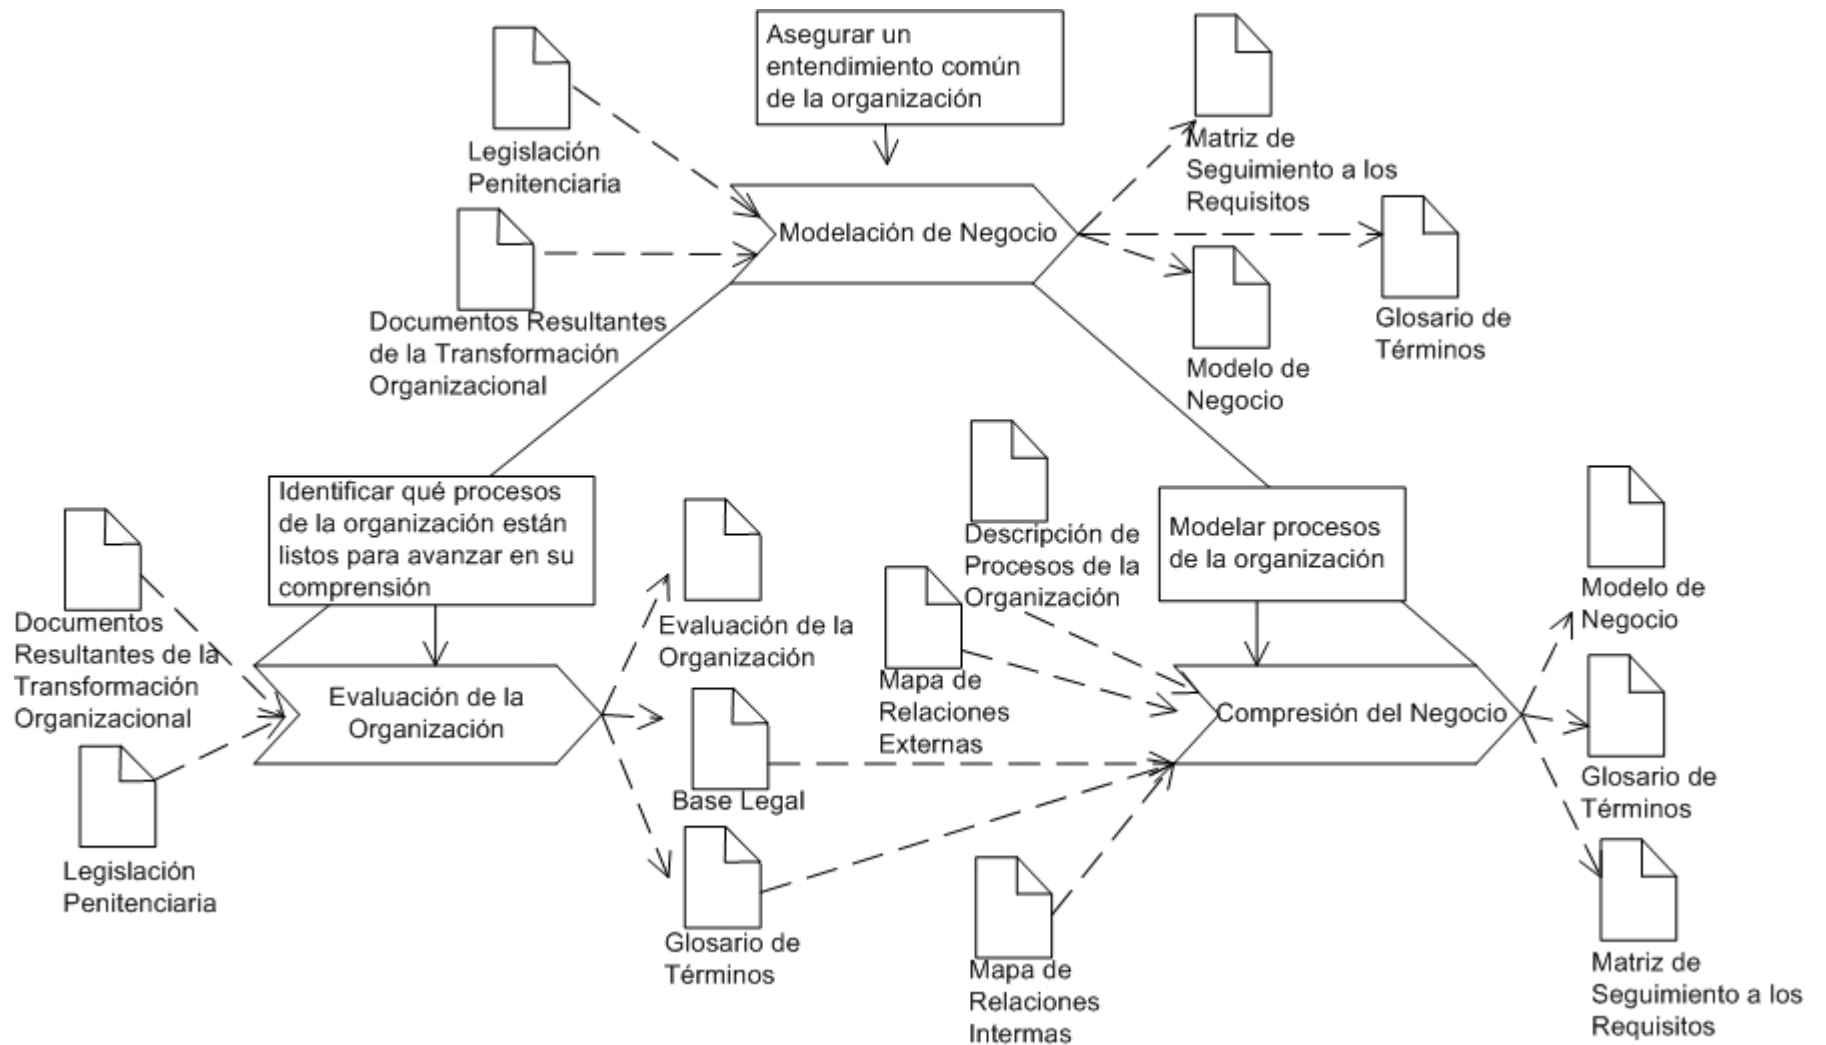 Asegurar un
entendimiento común
de la organización
Legislación
Penitenciaria
Matriz de
Seguimiento a los
Requisitos
Modelación de Negocio
Documentos Resultantes
de la Transformación
Organizacional
Glosario de
Términos
Modelo de
Negocio
Identificar qué procesos
de la organización están
listos para avanzar en su
comprensión
Descripción de
Procesos de la
Organización
Modelar procesos
de la organización
Documentos
Resultantes de la
Transformación
Organizacional
Evaluación de la
Organización
Evaluación de la
Organización
Mapa de
Relaciones
Externas
Compresión del Negocio
Modelo de
Negocio
Base Legal
Glosario de
Términos
Legislación
Penitenciaria
Glosario de
Términos
Mapa de
Relaciones
Intermas
Matriz de
Seguimiento a los
Requisitos